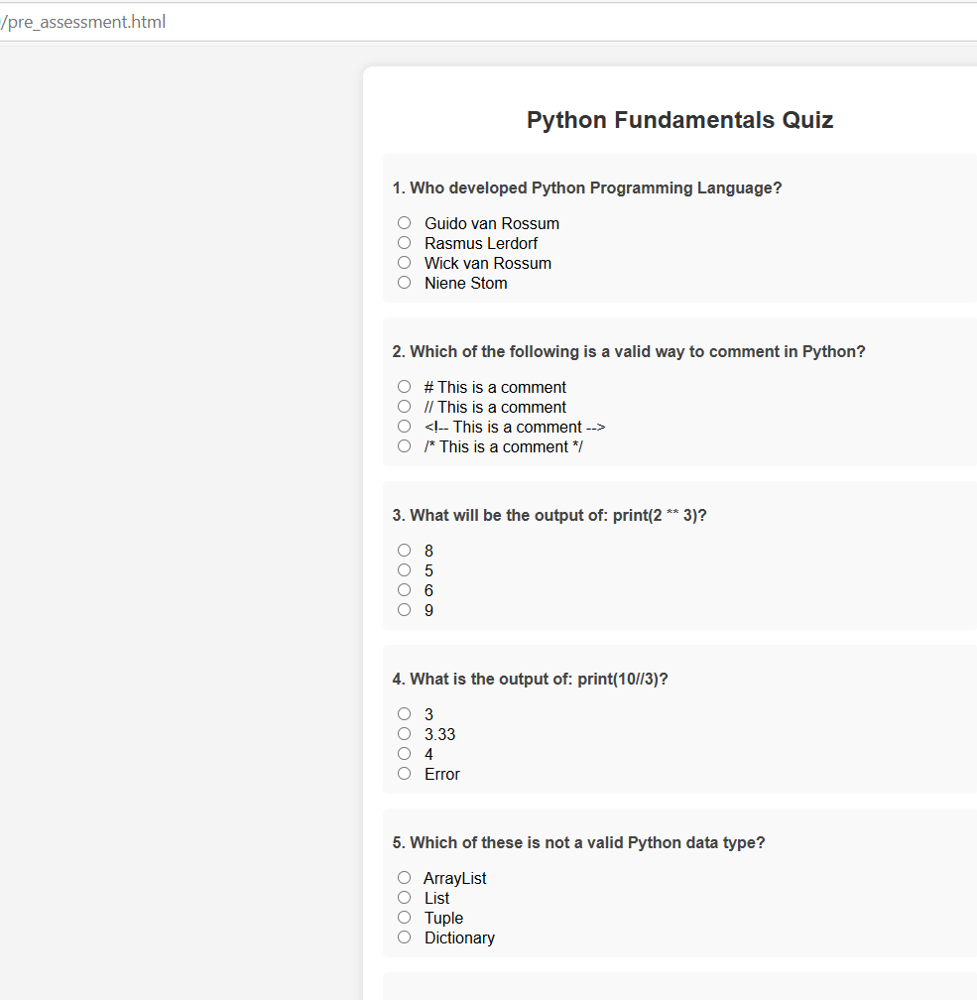 /pre_assessment.html
Python Fundamentals Quiz
1. Who developed Python Programming Language?
Guido van Rossum
Rasmus Lerdorf
Wick van Rossum
Niene Stom
2. Which of the following is a valid way to comment in Python?
# This is a comment
// This is a comment
<!-- This is a comment -->
/* This is a comment */
3. What will be the output of: print(2 ** 3)?
8
5
6
9
4. What is the output of: print(10//3)?
3
3.33
4
Error
5. Which of these is not a valid Python data type?
ArrayList
List
Tuple
Dictionary